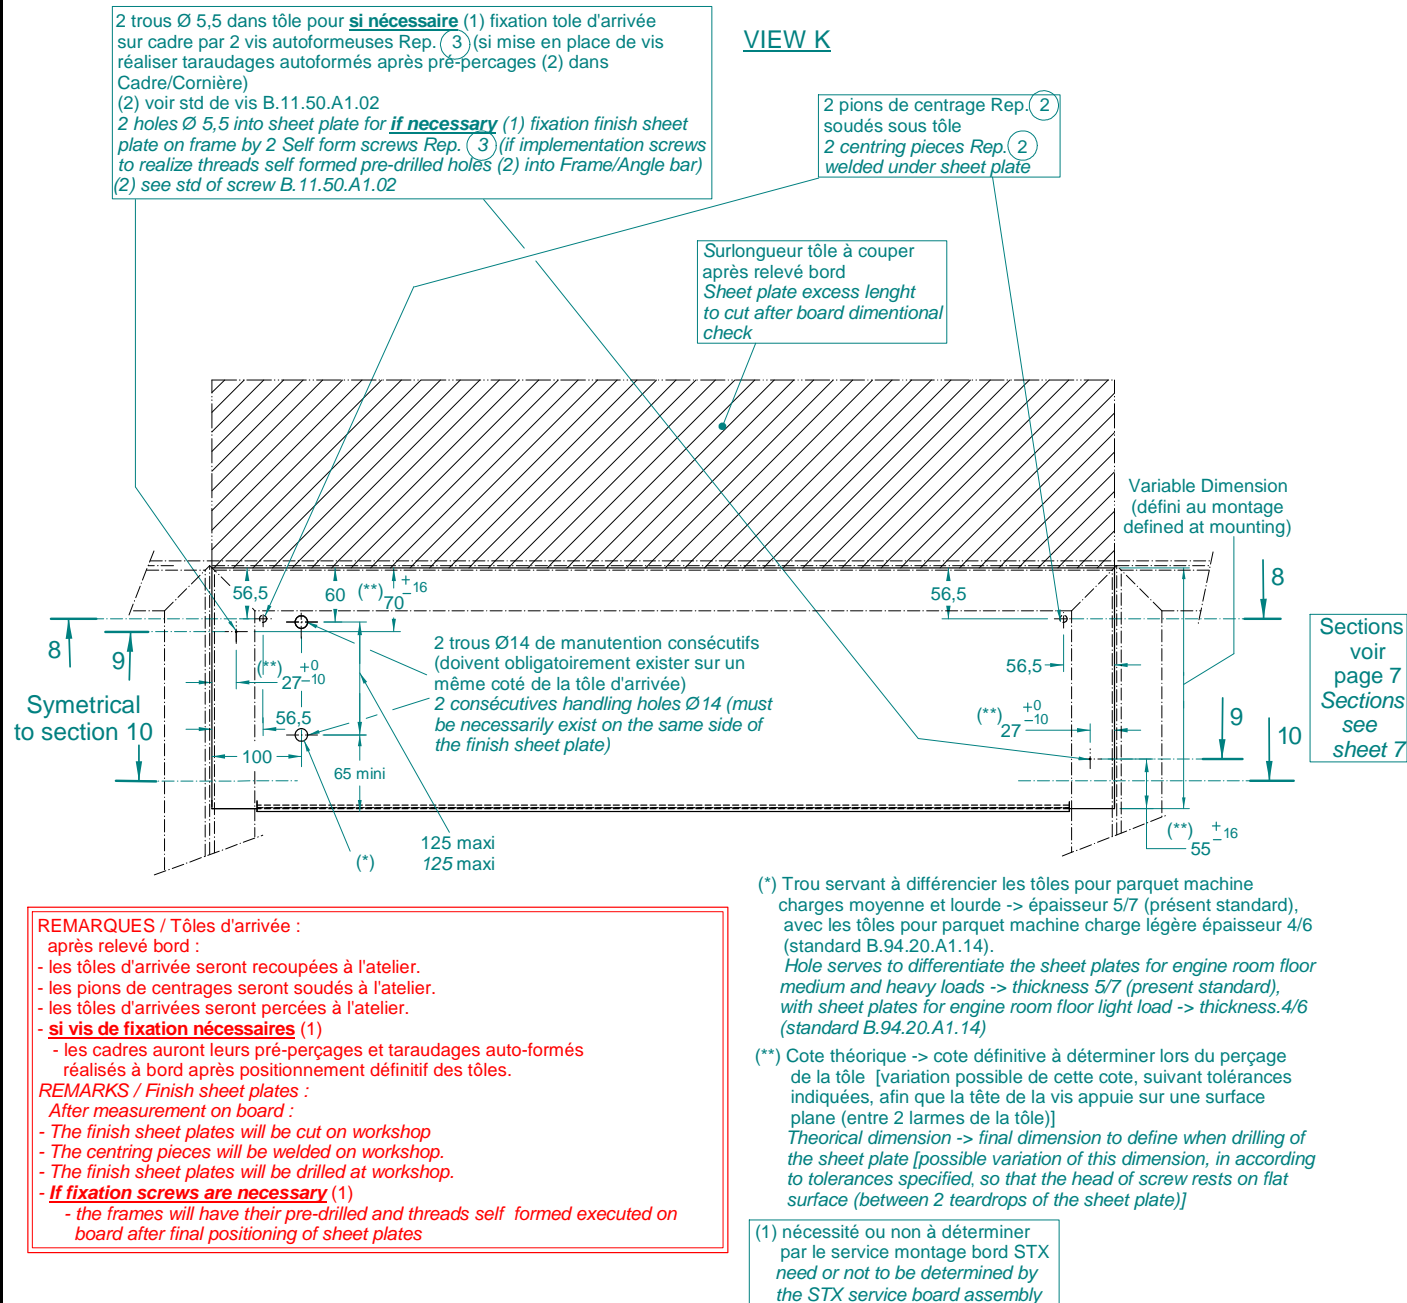 2 trous Ø 5,5 dans tôle pour si nécessaire (1) fixation tole d'arrivée
sur cadre par 2 vis autoformeuses Rep. 3 (si mise en place de vis
réaliser taraudages autoformés après pré-percages (2) dans
Cadre/Cornière)
(2) voir std de vis B.11.50.A1.02
2 holes Ø 5,5 into sheet plate for if necessary (1) fixation finish sheet
plate on frame by 2 Self form screws Rep. 3 (if implementation screws
to realize threads self formed pre-drilled holes (2) into Frame/Angle bar)
(2) see std of screw B.11.50.A1.02
VIEW K
2 pions de centrage Rep. 2
soudés sous tôle
2 centring pieces Rep. 2
welded under sheet plate
Surlongueur tôle à couper
après relevé bord
Sheet plate excess lenght
to cut after board dimentional
check
Variable Dimension
(défini au montage
defined at mounting)
56,5
60
(**) 70 +- 16
56,5
8
8
9
(**) 27 +0 -10
56,5
100
65 mini
2 trous Ø14 de manutention consécutifs
(doivent obligatoirement exister sur un
même coté de la tôle d'arrivée)
2 consécutives handling holes Ø14 (must
be necessarily exist on the same side of
the finish sheet plate)
56,5
(**) 27 +0 -10
9
10
Symetrical
to section 10
Sections
voir
page 7
Sections
see
sheet 7
125 maxi
125 maxi
(*)
(**) 55 +- 16
(*) Trou servant à différencier les tôles pour parquet machine
charges moyenne et lourde -> épaisseur 5/7 (présent standard),
avec les tôles pour parquet machine charge légère épaisseur 4/6
(standard B.94.20.A1.14).
Hole serves to differentiate the sheet plates for engine room floor
medium and heavy loads -> thickness 5/7 (present standard),
with sheet plates for engine room floor light load -> thickness.4/6
(standard B.94.20.A1.14)
(**) Cote théorique -> cote définitive à déterminer lors du perçage
de la tôle [variation possible de cette cote, suivant tolérances
indiquées, afin que la tête de la vis appuie sur une surface
plane (entre 2 larmes de la tôle)]
Theorical dimension -> final dimension to define when drilling of
the sheet plate [possible variation of this dimension, in according
to tolerances specified, so that the head of screw rests on flat
surface (between 2 teardrops of the sheet plate)]
(1) nécessité ou non à déterminer
par le service montage bord STX
need or not to be determined by
the STX service board assembly
REMARQUES / Tôles d'arrivée :
après relevé bord :
- les tôles d'arrivée seront recoupées à l'atelier.
- les pions de centrages seront soudés à l'atelier.
- les tôles d'arrivées seront percées à l'atelier.
- si vis de fixation nécessaires (1)
- les cadres auront leurs pré-perçages et taraudages auto-formés
réalisés à bord après positionnement définitif des tôles.
REMARKS / Finish sheet plates :
After measurement on board :
- The finish sheet plates will be cut on workshop
- The centring pieces will be welded on workshop.
- The finish sheet plates will be drilled at workshop.
- If fixation screws are necessary (1)
- the frames will have their pre-drilled and threads self formed executed on
board after final positioning of sheet plates